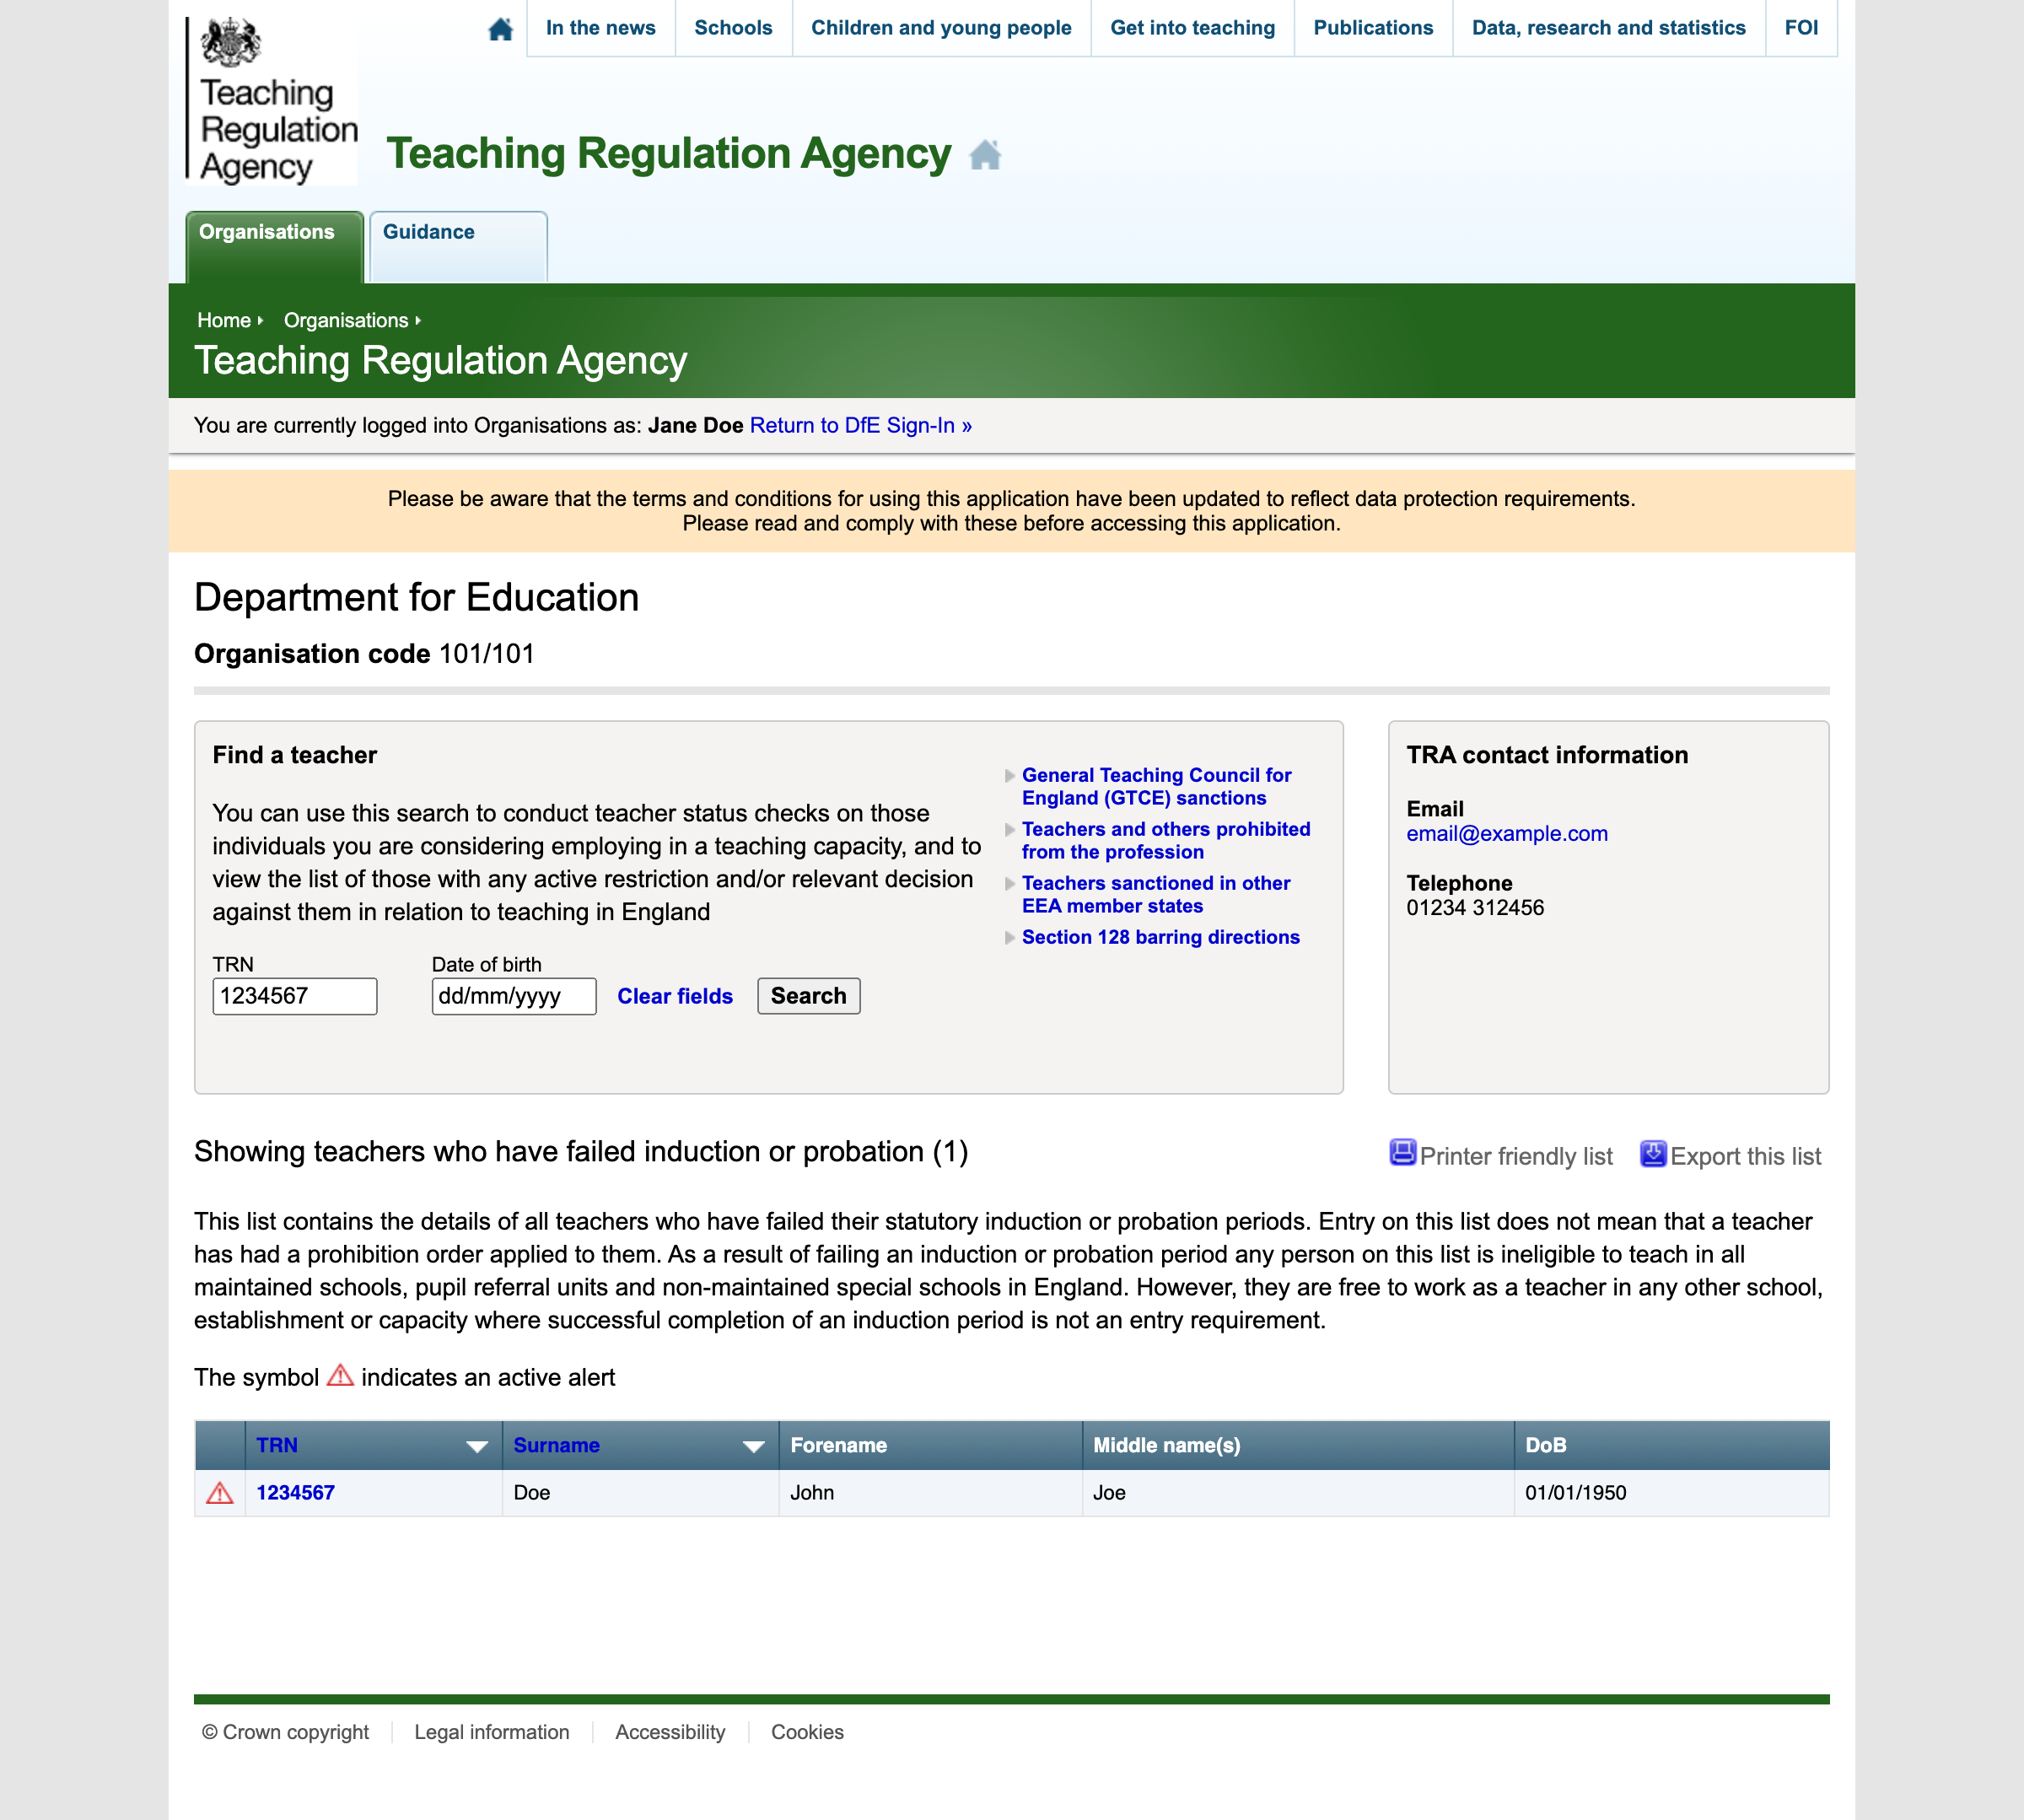 Teaching
Regulation
Agency
In the news
Schools
Children and young people
Get into teaching
Publications
Data, research and statistics
FOI
Teaching Regulation Agency
Organisations
Guidance
Home
Organisations
Teaching Regulation Agency
You are currently logged into Organisations as: Jane Doe Return to DfE Sign-In »
Please be aware that the terms and conditions for using this application have been updated to reflect data protection requirements.
Please read and comply with these before accessing this application.
Department for Education
Organisation code 101/101
Find a teacher
You can use this search to conduct teacher status checks on those
individuals you are considering employing in a teaching capacity, and to
view the list of those with any active restriction and/or relevant decision
against them in relation to teaching in England
TRN
1234567
Date of birth
dd/mm/yyyy
Clear fields
Search
General Teaching Council for
England (GTCE) sanctions
Teachers and others prohibited
from the profession
Teachers sanctioned in other
EEA member states
Section 128 barring directions
TRA contact information
Email
email@example.com
Telephone
01234 312456
Showing teachers who have failed induction or probation (1)
Printer friendly list
Export this list
This list contains the details of all teachers who have failed their statutory induction or probation periods. Entry on this list does not mean that a teacher
has had a prohibition order applied to them. As a result of failing an induction or probation period any person on this list is ineligible to teach in all
maintained schools, pupil referral units and non-maintained special schools in England. However, they are free to work as a teacher in any other school,
establishment or capacity where successful completion of an induction period is not an entry requirement.
The symbol indicates an active alert
TRN Surname Forename Middle name(s) DoB
1234567 Doe John Joe 01/01/1950
© Crown copyright
Legal information
Accessibility
Cookies